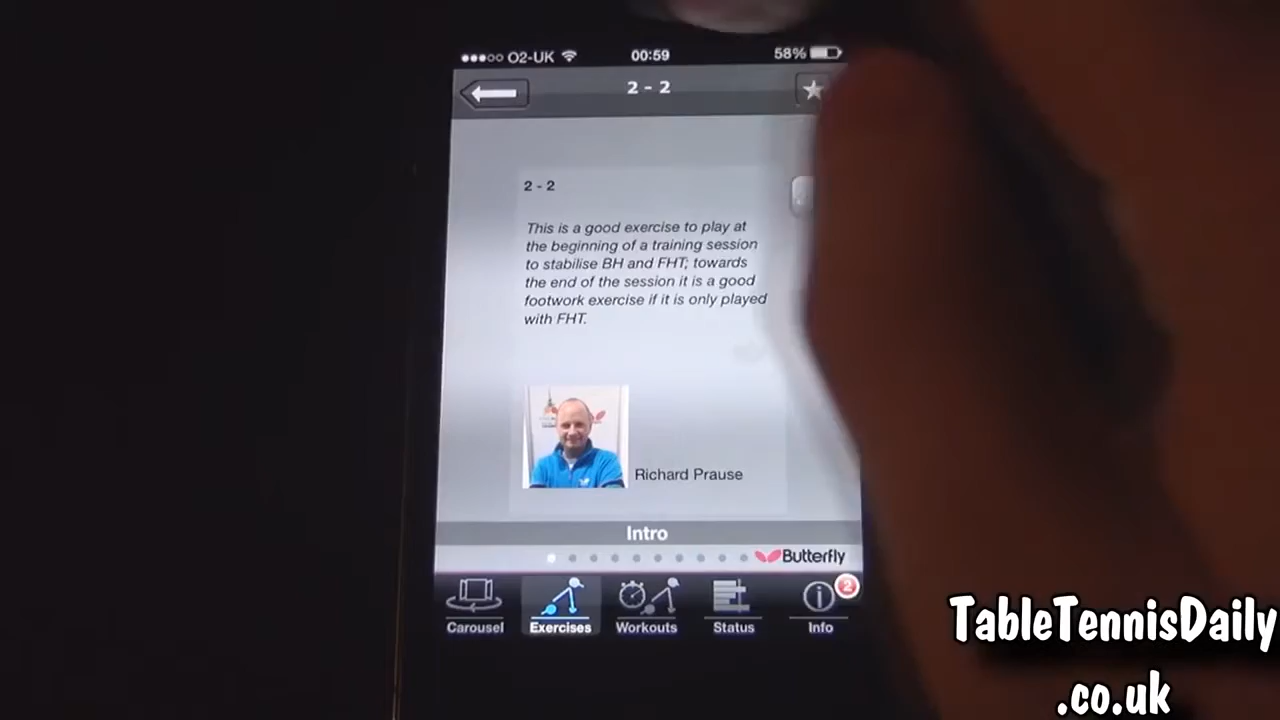 O2-UK 00:59 58%
2 - 2
2 - 2
This is a good exercise to play at
the beginning of a training session
to stabilise BH and FHT; towards
the end of the session it is a good
footwork exercise if it is only played
with FHT.
Richard Prause
Intro
Butterfly
2
Carousel Exercises Workouts Status Info
TableTennisDaily
.co.uk